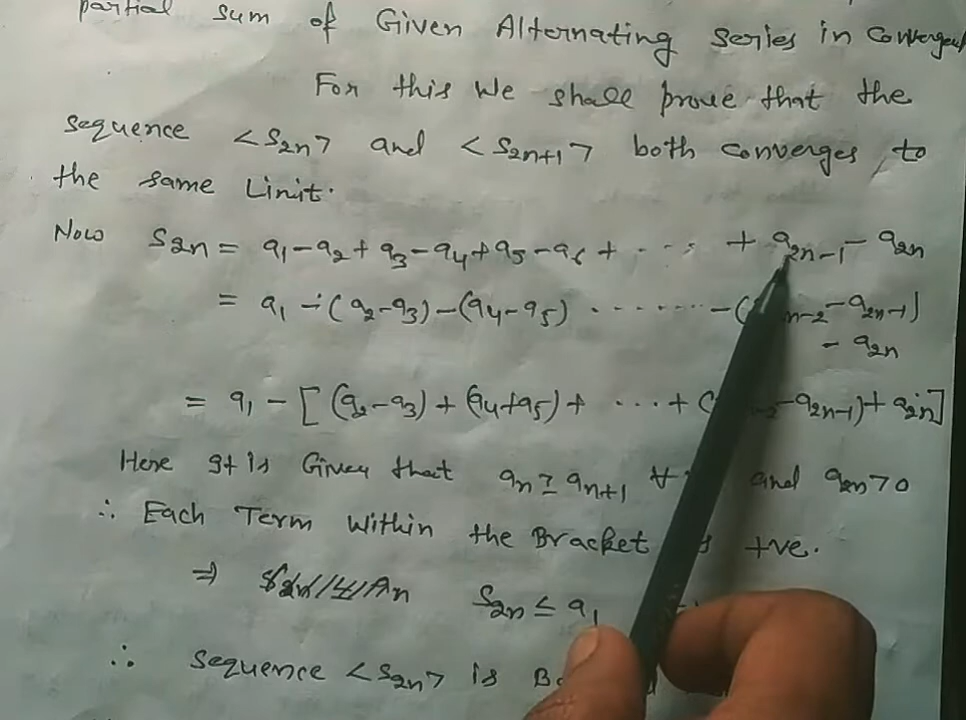 partial sum of Given Alternating series in Convergent
For this We shall prove that the
sequence <S2n> and <S2n+1> both converges to
the same Limit.
Now S2n = a1-a2+a3-a4+a5-a6+ ... + a2n-1 - a2n
= a1 -(a2-a3)-(a4-a5) ........ -( n-2 -a2n-1)
- a2n
= a1 - [(a2-a3)+(a4+a5)+ ... + ( -a2n-1)+a2n]
Here It Is Given that an ≥ an+1 ∀ and a2n>0
∴ Each Term Within the Bracket is +ve.
⇒ S2n ≤ a1
∴ sequence <S2n> is